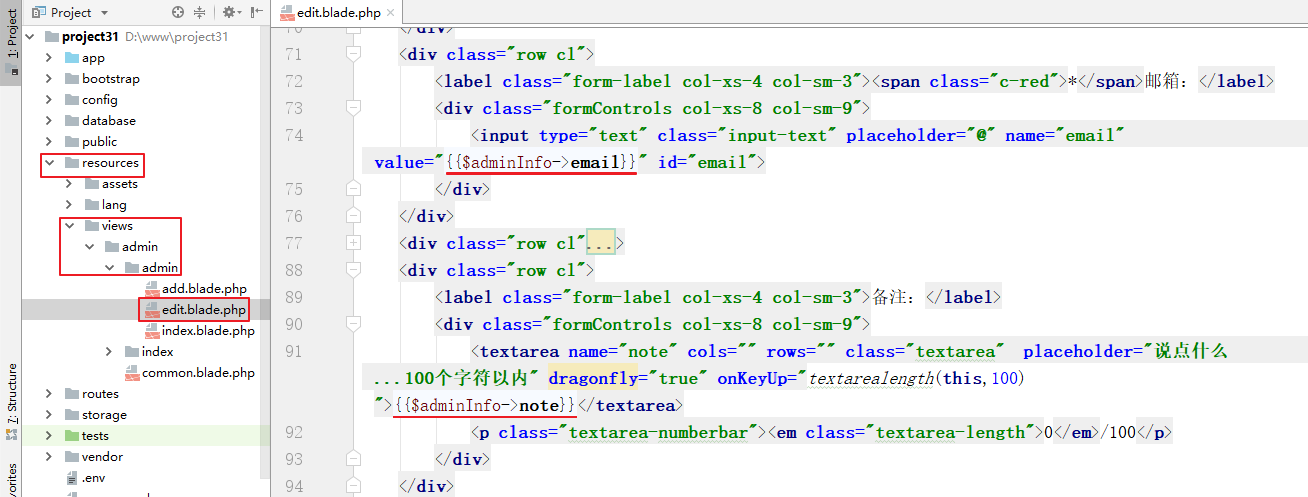 1: Project
Z: Structure
vorites
Project
project31 D:\www\project31
app
bootstrap
config
database
public
resources
assets
lang
views
admin
admin
add.blade.php
edit.blade.php
index.blade.php
index
common.blade.php
routes
storage
tests
vendor
.env
edit.blade.php
70 </div>
71 <div class="row cl">
72 <label class="form-label col-xs-4 col-sm-3"><span class="c-red">*</span>邮箱：</label>
73 <div class="formControls col-xs-8 col-sm-9">
74 <input type="text" class="input-text" placeholder="@" name="email"
value="{{$adminInfo->email}}" id="email">
75 </div>
76 </div>
77 <div class="row cl"...>
88 <div class="row cl">
89 <label class="form-label col-xs-4 col-sm-3">备注：</label>
90 <div class="formControls col-xs-8 col-sm-9">
91 <textarea name="note" cols="" rows="" class="textarea"  placeholder="说点什么
...100个字符以内" dragonfly="true" onKeyUp="textarealength(this,100)
">{{$adminInfo->note}}</textarea>
92 <p class="textarea-numberbar"><em class="textarea-length">0</em>/100</p>
93 </div>
94 </div>